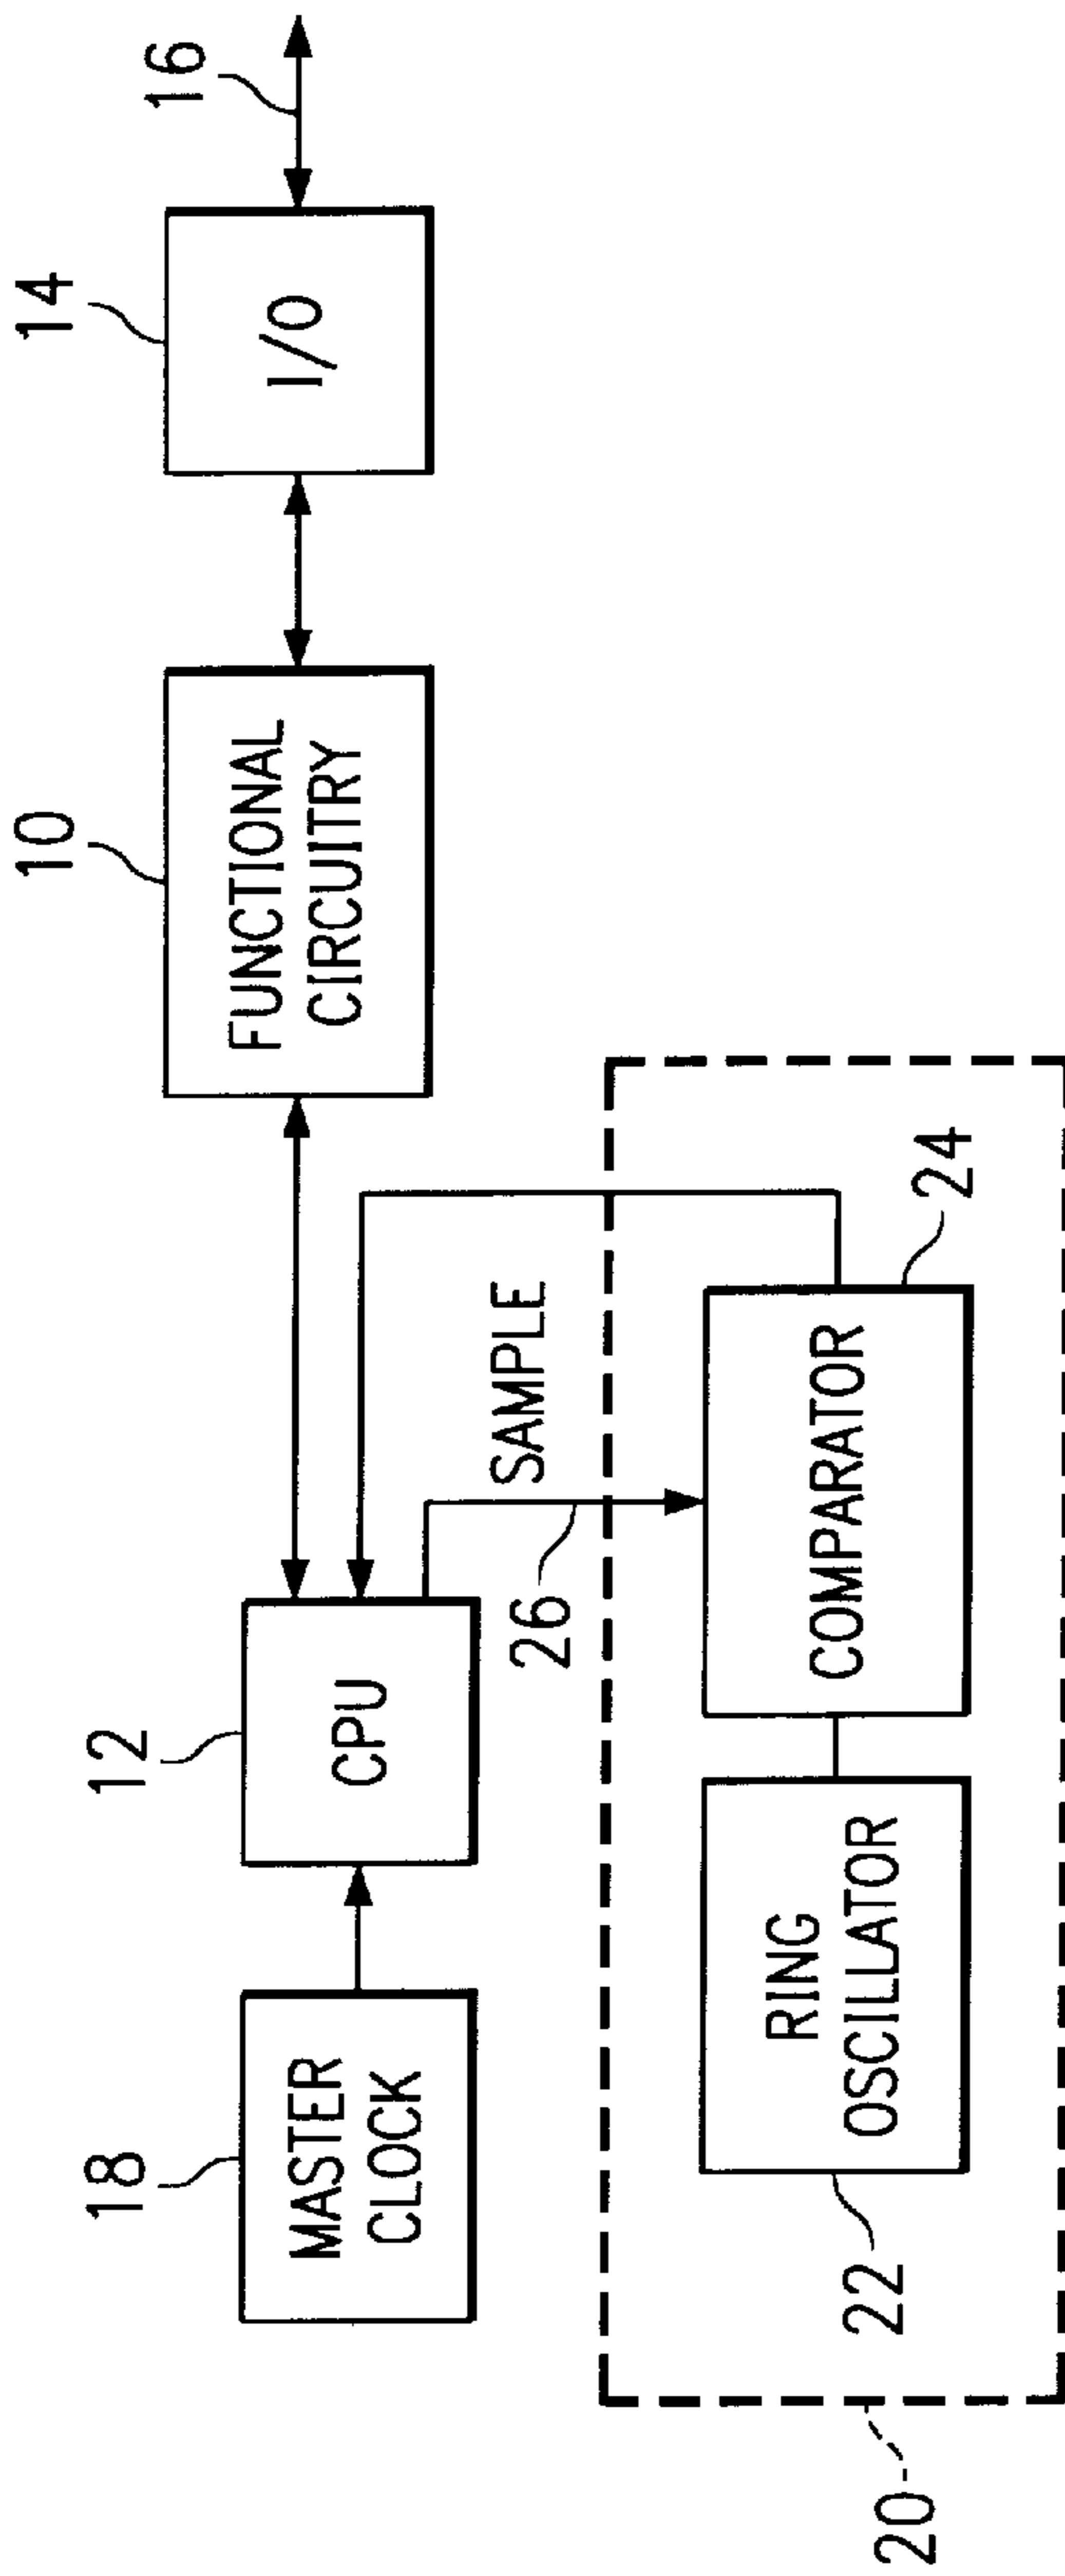 16
14
I/O
10
FUNCTIONAL
CIRCUITRY
12
CPU
18
MASTER
CLOCK
SAMPLE
26
24
COMPARATOR
RING
OSCILLATOR
22
20